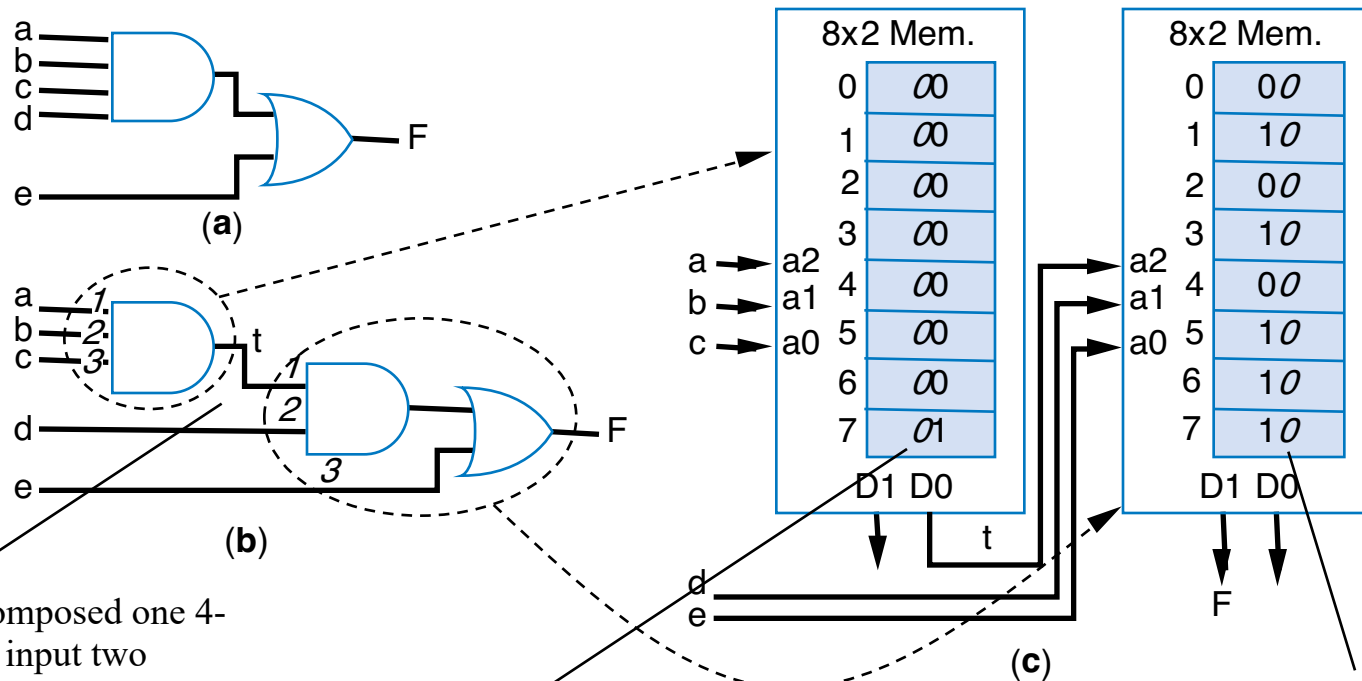 a
b
c
d
e
F
(a)
a
b
c
d
e
1
2
3
t
1
2
3
F
(b)
omposed one 4-
input two
8x2 Mem.
0 00
1 00
2 00
3 00
4 00
5 00
6 00
7 01
a a2
b a1
c a0
D1 D0
t
d
e
8x2 Mem.
0 00
1 10
2 00
3 10
4 00
5 10
6 10
7 10
a2
a1
a0
D1 D0
F
(c)